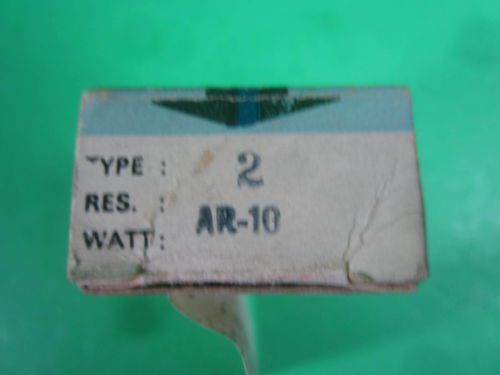 TYPE : 2
RES. : AR-10
WATT :